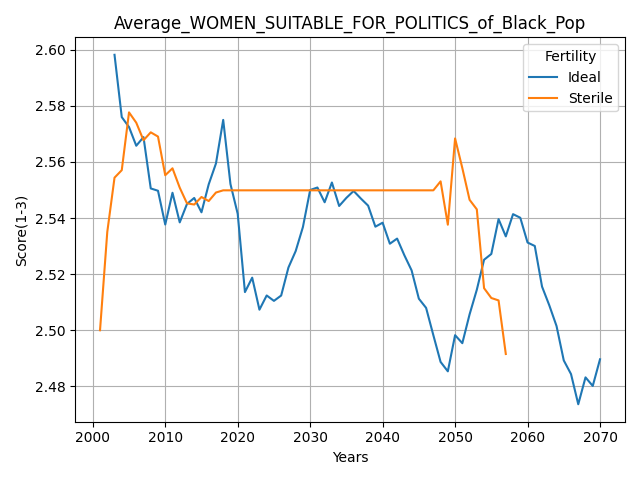 Average_WOMEN_SUITABLE_FOR_POLITICS_of_Black_Pop
Fertility
Ideal
Sterile
Score(1-3)
2.60
2.58
2.56
2.54
2.52
2.50
2.48
2000 2010 2020 2030 2040 2050 2060 2070
Years